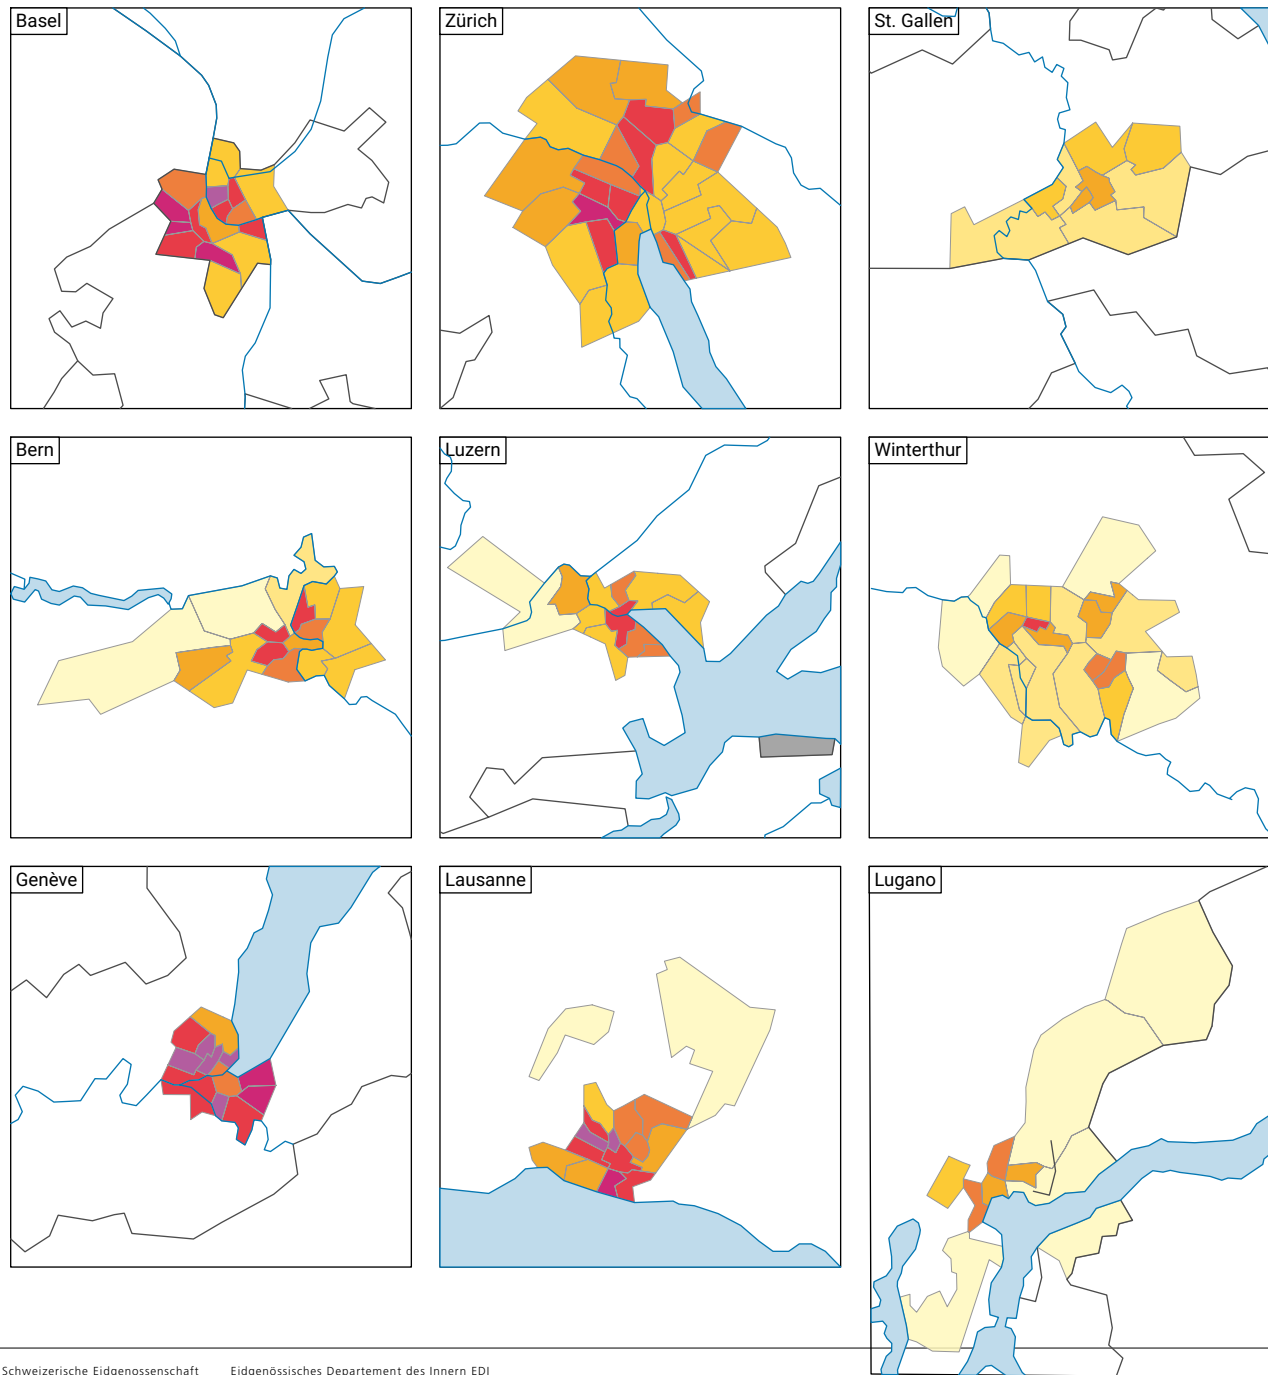 Basel
Zürich
St. Gallen
Bern
Luzern
Winterthur
Genève
Lausanne
Lugano
Schweizerische Eidgenossenschaft Eidgenössisches Departement des Innern EDI